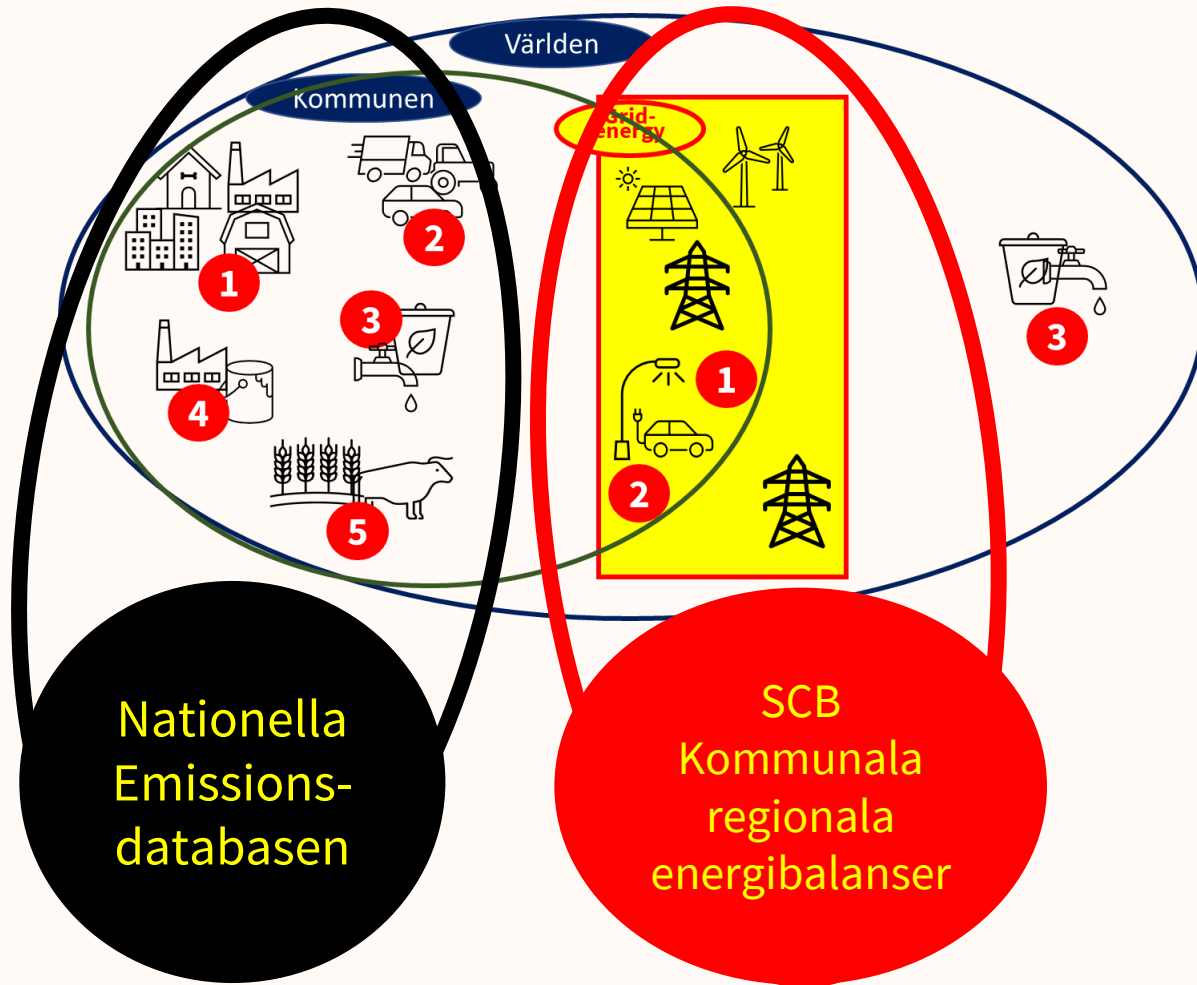 Världen
Kommunen
Grid-
energy
1
2
3
4
5
1
2
3
Nationella
Emissions-
databasen
SCB
Kommunala
regionala
energibalanser